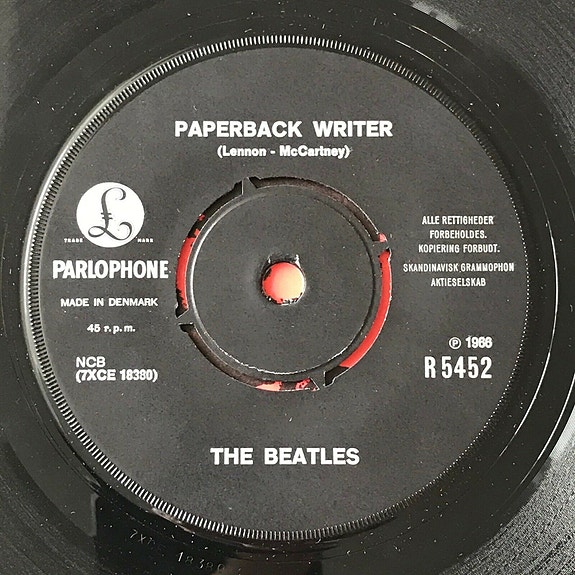 PAPERBACK WRITER
(Lennon - McCartney)
£
TRADE MARK
PARLOPHONE
MADE IN DENMARK
45 r.p.m.
NCB
(7XCE 18380)
ALLE RETTIGHEDER
FORBEHOLDES.
KOPIERING FORBUDT.
SKANDINAVISK GRAMMOPHON
AKTIESELSKAB
℗ 1966
R 5452
THE BEATLES